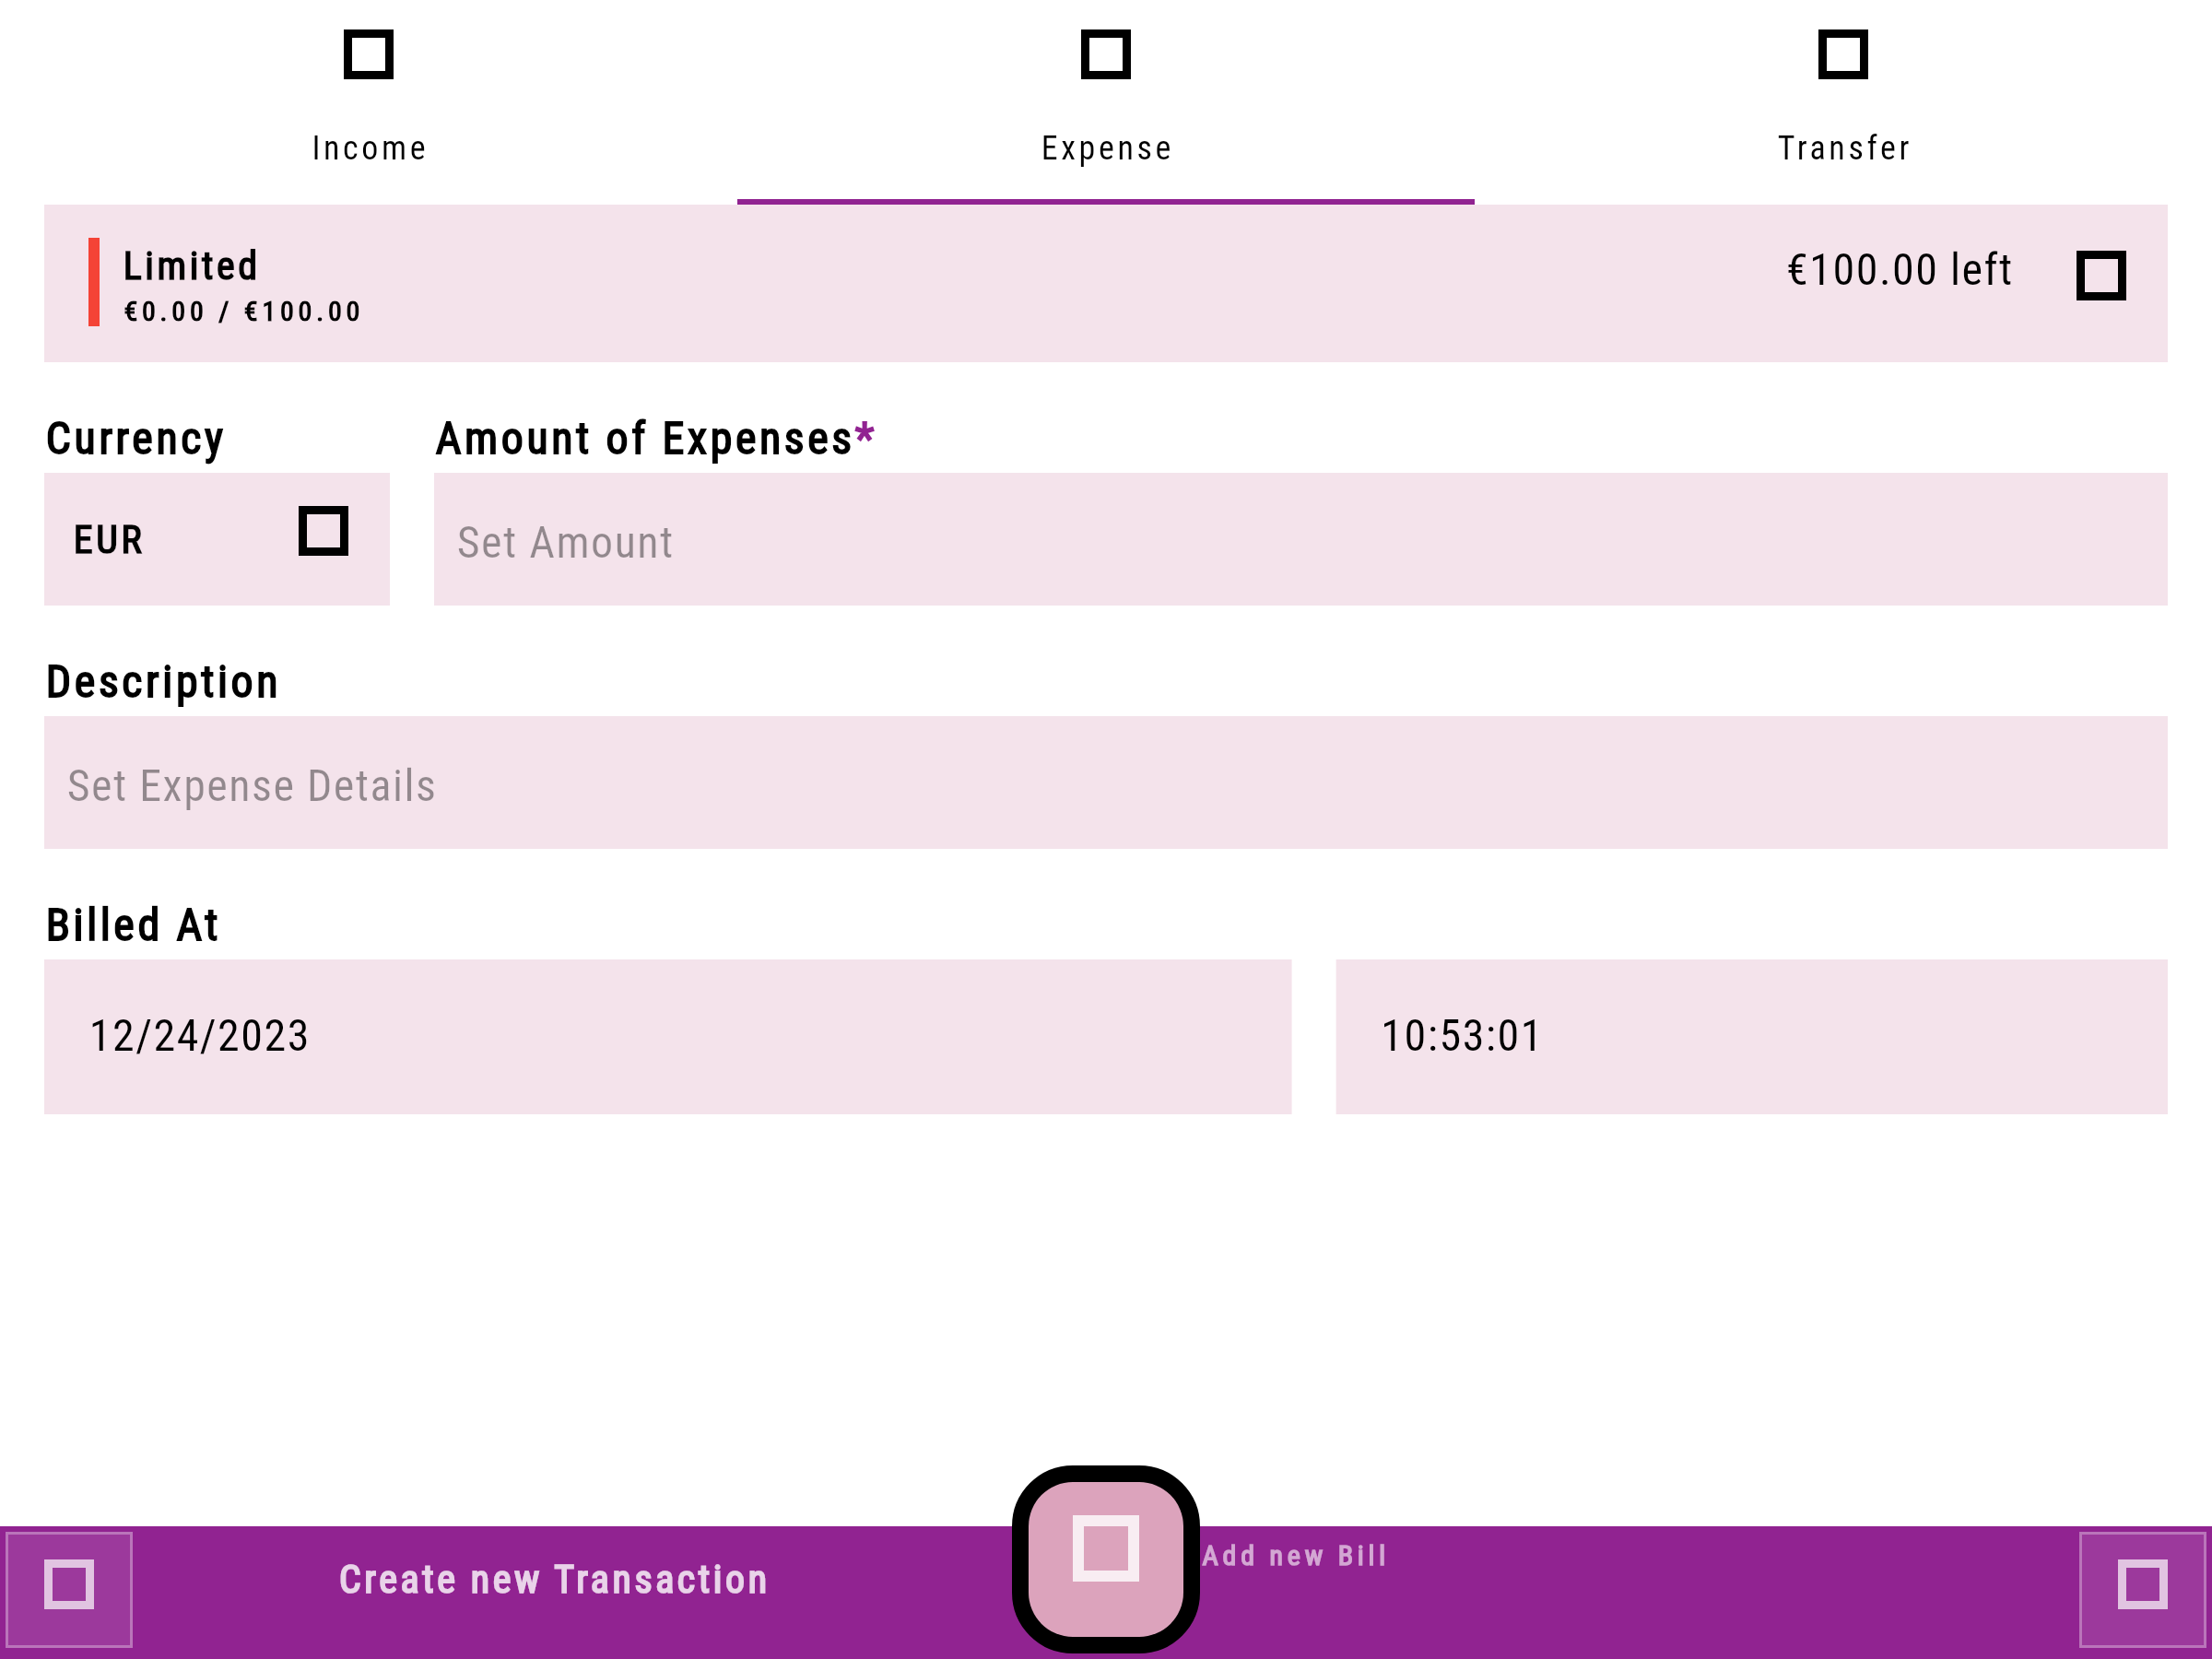 Income
Expense
Transfer
Limited
€0.00 / €100.00
€100.00 left
Currency
Amount of Expenses*
EUR
Set Amount
Description
Set Expense Details
Billed At
12/24/2023
10:53:01
Create new Transaction
Add new Bill